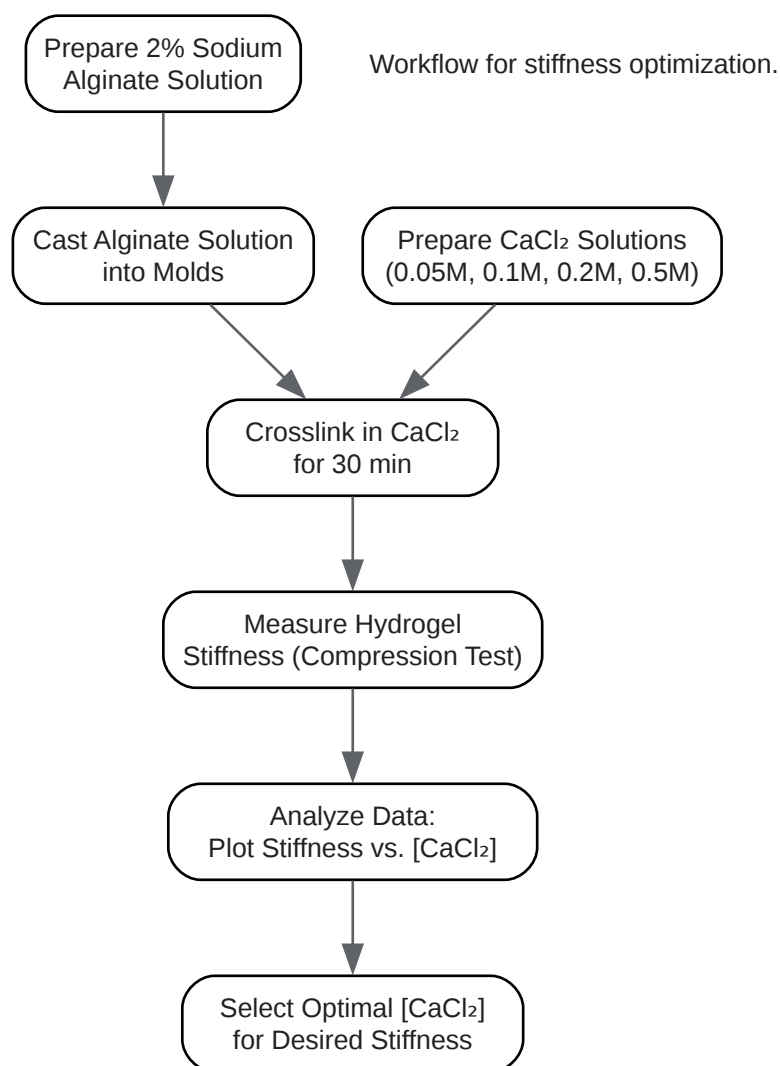 Prepare 2% Sodium
Alginate Solution
Workflow for stiffness optimization.
Cast Alginate Solution
into Molds
Prepare CaCl₂ Solutions
(0.05M, 0.1M, 0.2M, 0.5M)
Crosslink in CaCl₂
for 30 min
Measure Hydrogel
Stiffness (Compression Test)
Analyze Data:
Plot Stiffness vs. [CaCl₂]
Select Optimal [CaCl₂]
for Desired Stiffness